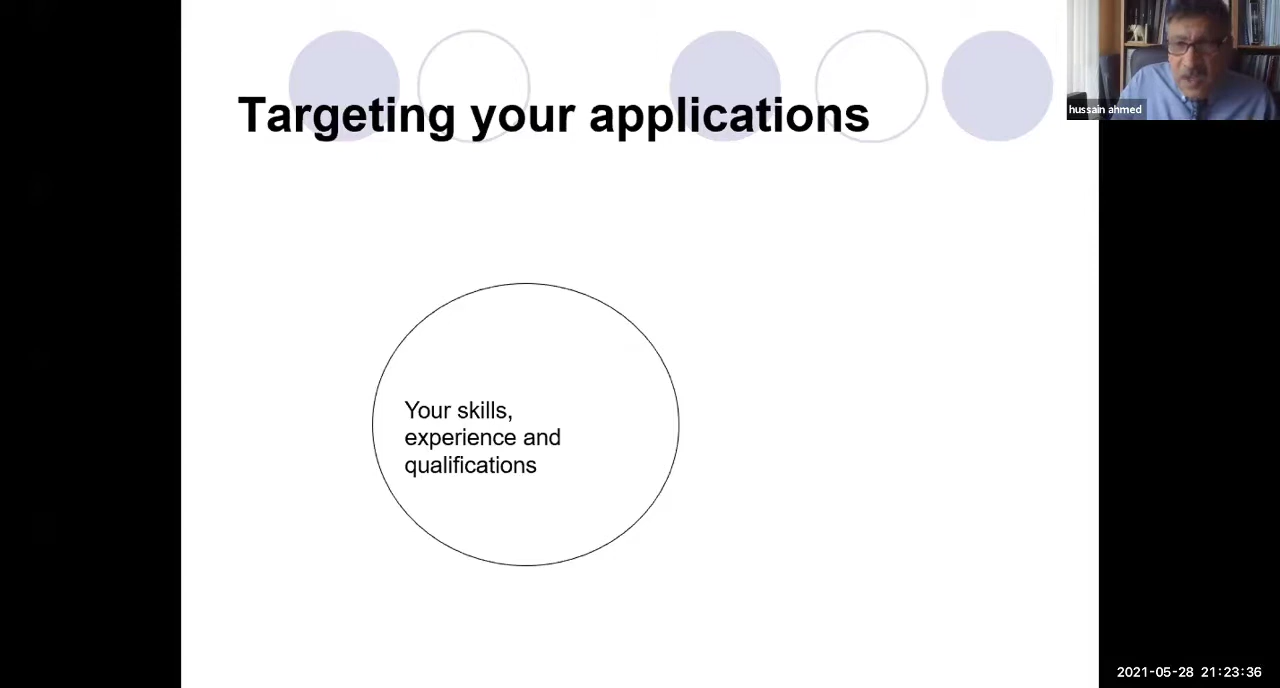 Targeting your applications
hussain ahmed
Your skills,
experience and
qualifications
2021-05-28 21:23:36